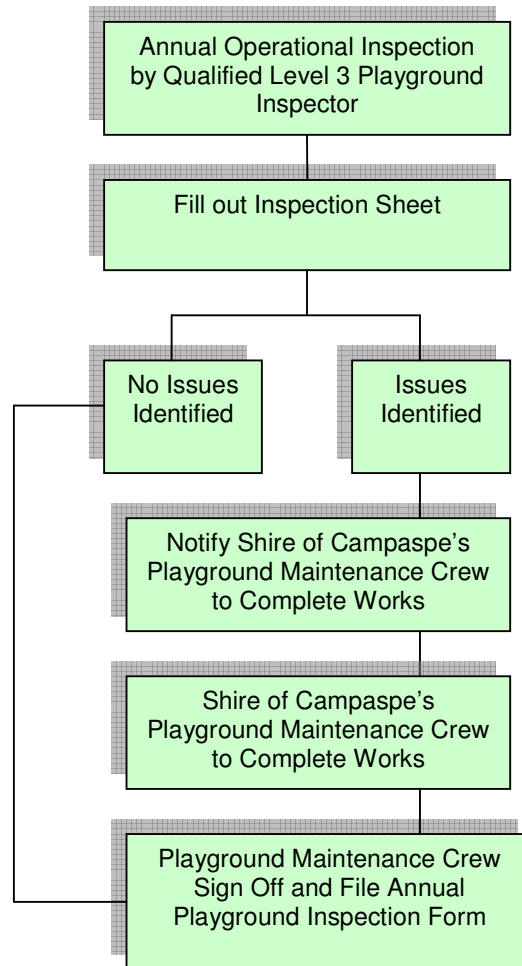 Annual Operational Inspection
by Qualified Level 3 Playground
Inspector
Fill out Inspection Sheet
No Issues
Identified
Issues
Identified
Notify Shire of Campaspe’s
Playground Maintenance Crew
to Complete Works
Shire of Campaspe’s
Playground Maintenance Crew
to Complete Works
Playground Maintenance Crew
Sign Off and File Annual
Playground Inspection Form